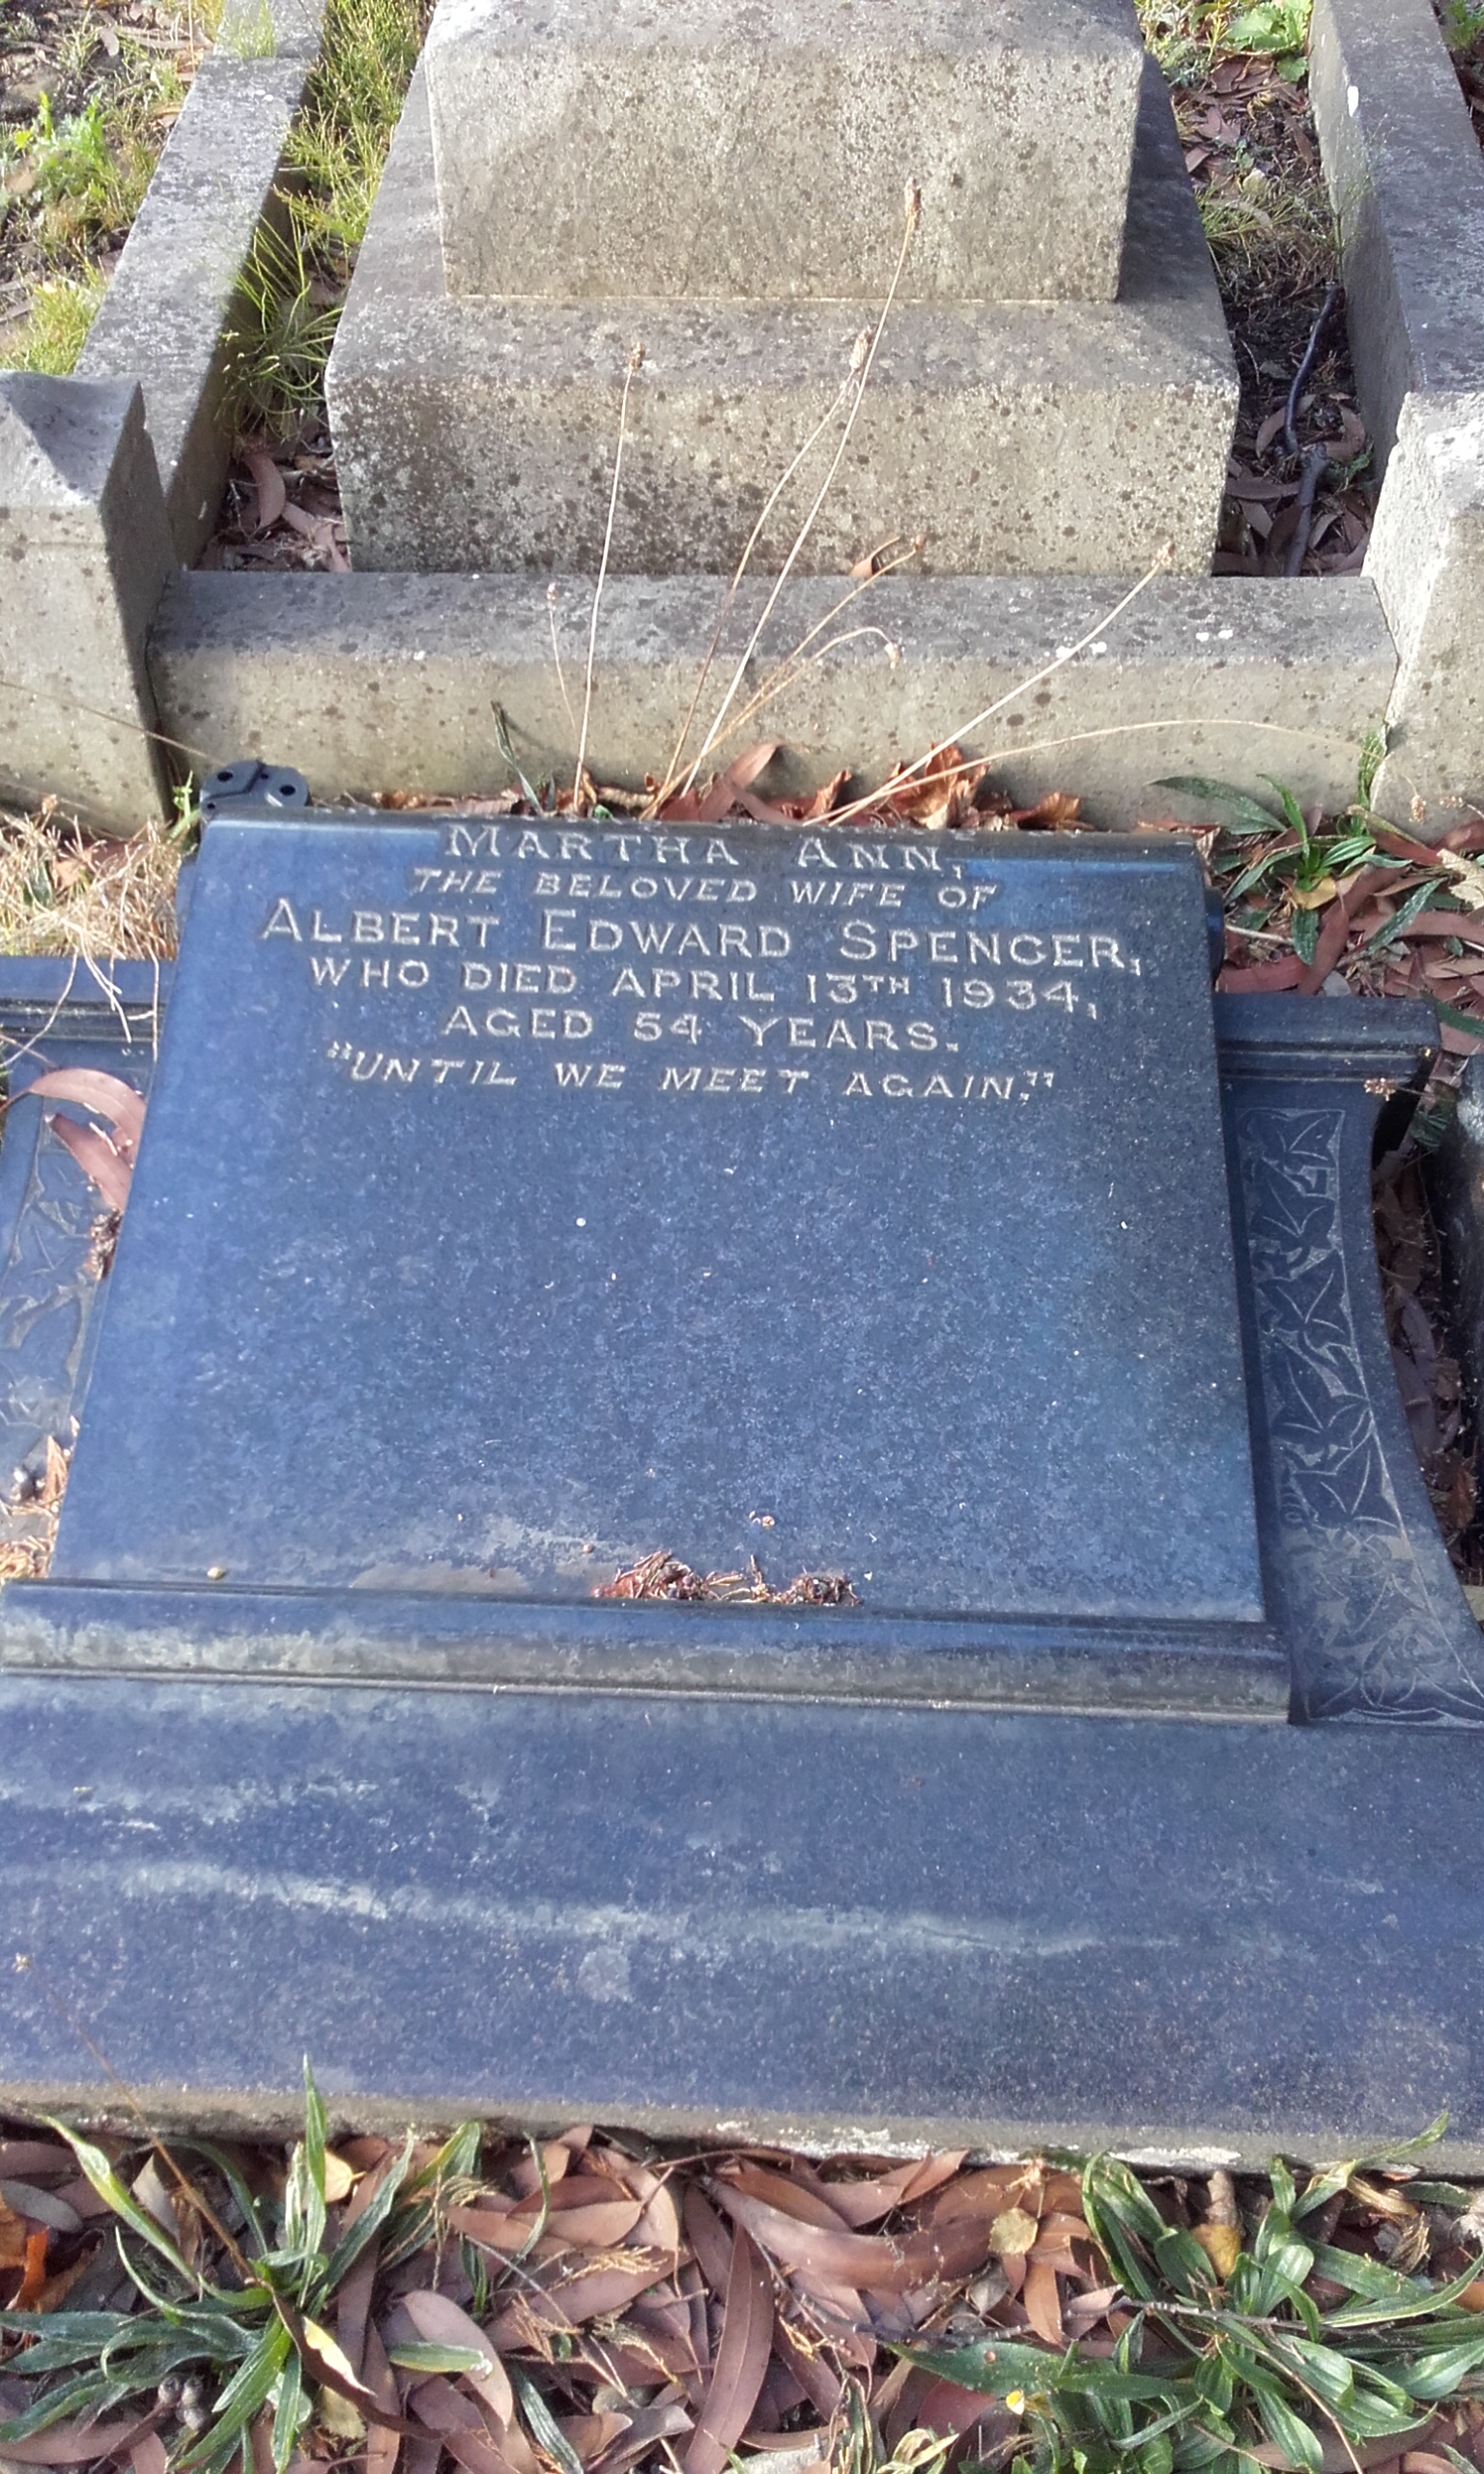 MARTHA ANN,
THE BELOVED WIFE OF
ALBERT EDWARD SPENCER,
WHO DIED APRIL 13TH 1934,
AGED 54 YEARS.
"UNTIL WE MEET AGAIN."